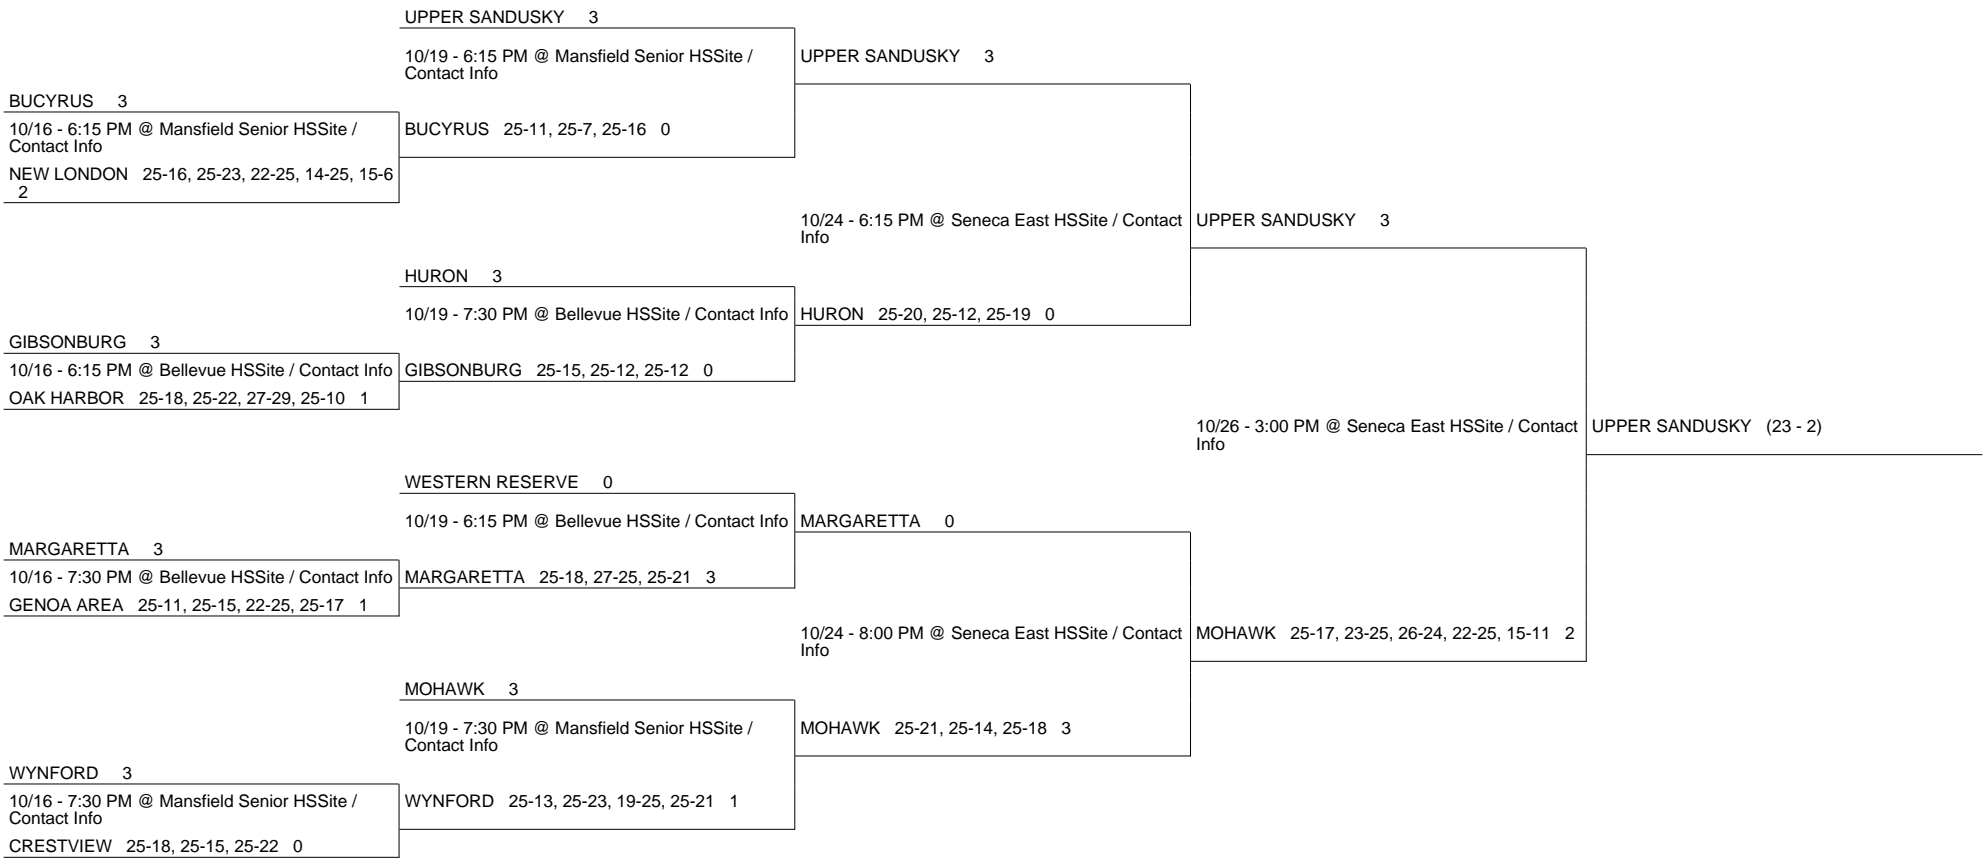 UPPER SANDUSKY 3
10/19 - 6:15 PM @ Mansfield Senior HSSite /
Contact Info
UPPER SANDUSKY 3
BUCYRUS 3
10/16 - 6:15 PM @ Mansfield Senior HSSite /
Contact Info
BUCYRUS 25-11, 25-7, 25-16 0
NEW LONDON 25-16, 25-23, 22-25, 14-25, 15-6
2
10/24 - 6:15 PM @ Seneca East HSSite / Contact
Info
UPPER SANDUSKY 3
HURON 3
10/19 - 7:30 PM @ Bellevue HSSite / Contact Info
HURON 25-20, 25-12, 25-19 0
GIBSONBURG 3
10/16 - 6:15 PM @ Bellevue HSSite / Contact Info
GIBSONBURG 25-15, 25-12, 25-12 0
OAK HARBOR 25-18, 25-22, 27-29, 25-10 1
10/26 - 3:00 PM @ Seneca East HSSite / Contact
Info
UPPER SANDUSKY (23 - 2)
WESTERN RESERVE 0
10/19 - 6:15 PM @ Bellevue HSSite / Contact Info
MARGARETTA 0
MARGARETTA 3
10/16 - 7:30 PM @ Bellevue HSSite / Contact Info
MARGARETTA 25-18, 27-25, 25-21 3
GENOA AREA 25-11, 25-15, 22-25, 25-17 1
10/24 - 8:00 PM @ Seneca East HSSite / Contact
Info
MOHAWK 25-17, 23-25, 26-24, 22-25, 15-11 2
MOHAWK 3
10/19 - 7:30 PM @ Mansfield Senior HSSite /
Contact Info
MOHAWK 25-21, 25-14, 25-18 3
WYNFORD 3
10/16 - 7:30 PM @ Mansfield Senior HSSite /
Contact Info
WYNFORD 25-13, 25-23, 19-25, 25-21 1
CRESTVIEW 25-18, 25-15, 25-22 0